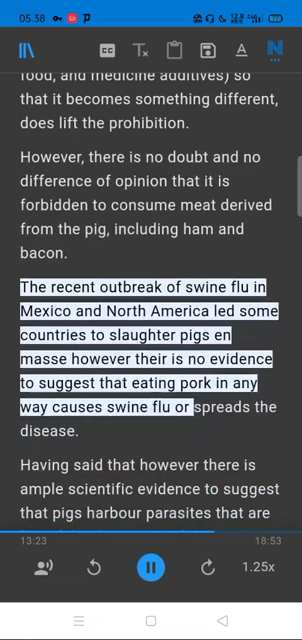 05.38
12.0
food, and medicine additives) so
that it becomes something different,
does lift the prohibition.
However, there is no doubt and no
difference of opinion that it is
forbidden to consume meat derived
from the pig, including ham and
bacon.
The recent outbreak of swine flu in
Mexico and North America led some
countries to slaughter pigs en
masse however their is no evidence
to suggest that eating pork in any
way causes swine flu or spreads the
disease.
Having said that however there is
ample scientific evidence to suggest
that pigs harbour parasites that are
13:23
18:53
1.25x